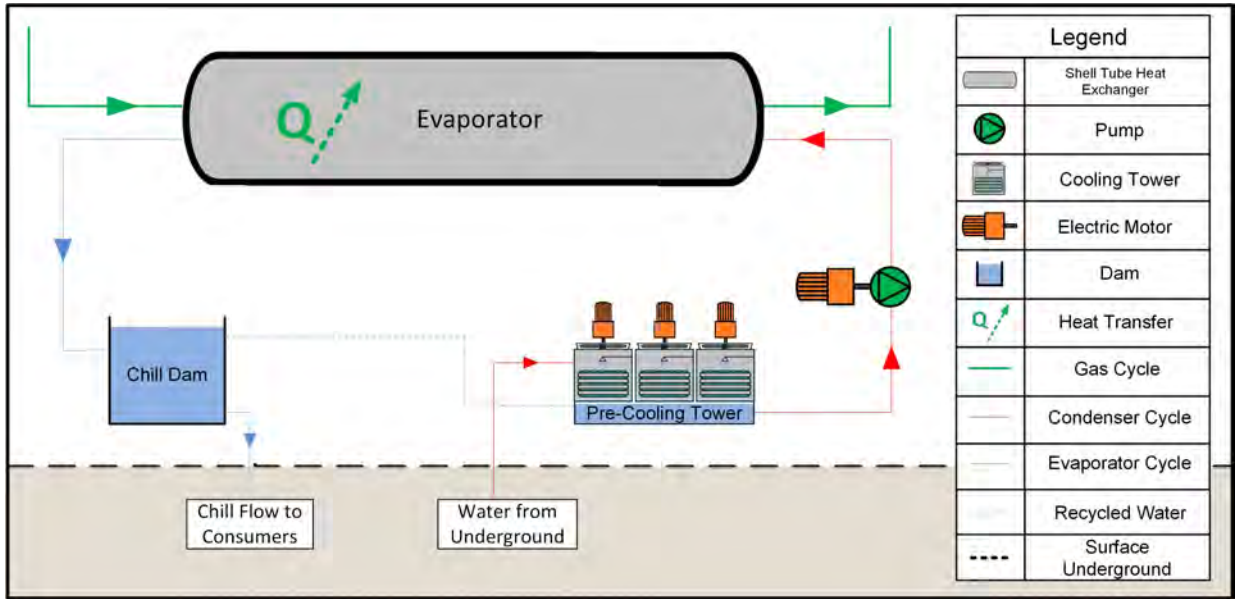 Q
Evaporator
Chill Dam
Pre-Cooling Tower
Chill Flow to
Consumers
Water from
Underground
Legend
Shell Tube Heat
Exchanger
Pump
Cooling Tower
Electric Motor
Dam
Q
Heat Transfer
Gas Cycle
Condenser Cycle
Evaporator Cycle
Recycled Water
Surface
Underground